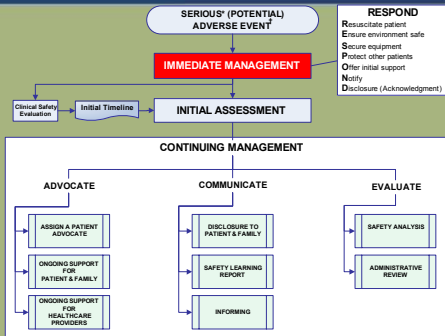 SERIOUS* (POTENTIAL)
ADVERSE EVENT‡
RESPOND
Resuscitate patient
Ensure environment safe
Secure equipment
Protect other patients
Offer initial support
Notify
Disclosure (Acknowledgment)
IMMEDIATE MANAGEMENT
Clinical Safety
Evaluation
Initial Timeline
INITIAL ASSESSMENT
CONTINUING MANAGEMENT
ADVOCATE
COMMUNICATE
EVALUATE
ASSIGN A PATIENT
ADVOCATE
DISCLOSURE TO
PATIENT & FAMILY
SAFETY ANALYSIS
ONGOING SUPPORT
FOR
PATIENT & FAMILY
SAFETY LEARNING
REPORT
ADMINISTRATIVE
REVIEW
ONGOING SUPPORT
FOR
HEALTHCARE
PROVIDERS
INFORMING